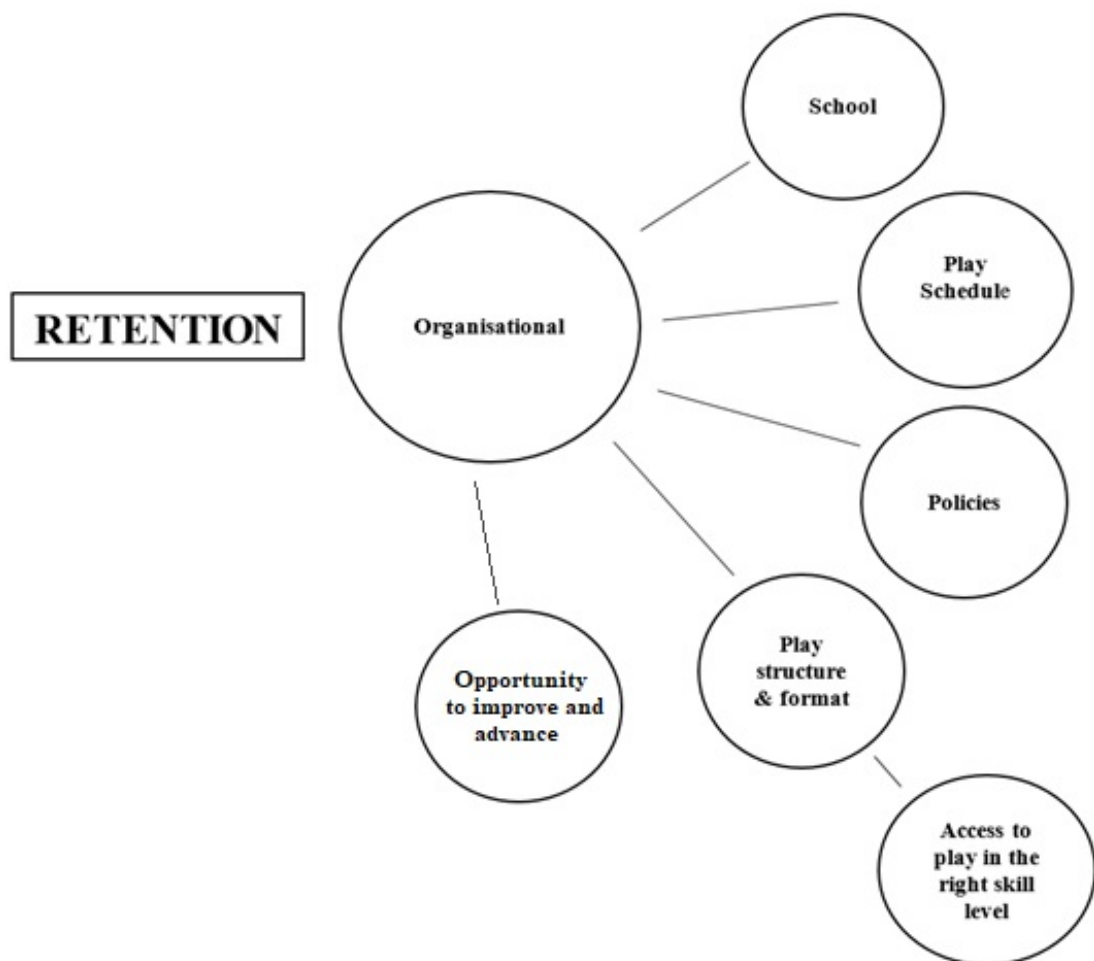 School
Play
Schedule
RETENTION
Organisational
Policies
Play
structure
& format
Opportunity
to improve and
advance
Access to
play in the
right skill
level